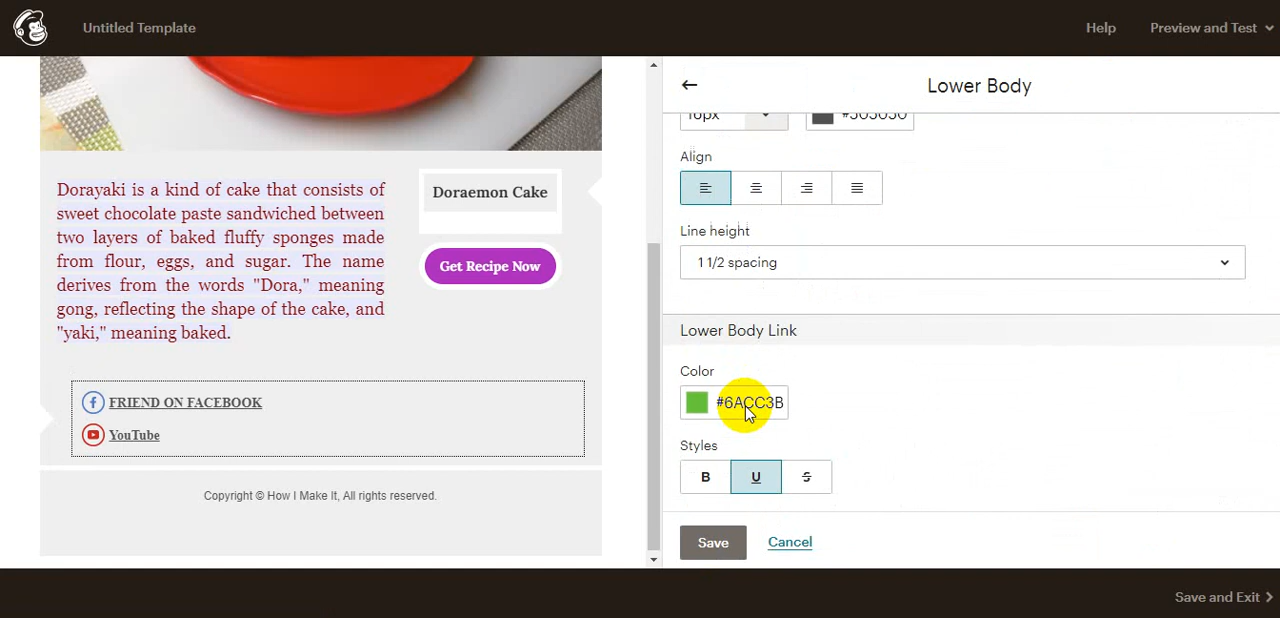 Untitled Template
Help
Preview and Test
Dorayaki is a kind of cake that consists of
sweet chocolate paste sandwiched between
two layers of baked fluffy sponges made
from flour, eggs, and sugar. The name
derives from the words "Dora," meaning
gong, reflecting the shape of the cake, and
"yaki," meaning baked.
Doraemon Cake
Get Recipe Now
FRIEND ON FACEBOOK
YouTube
Copyright © How I Make It, All rights reserved.
Lower Body
16px
#505050
Align
Line height
1 1/2 spacing
Lower Body Link
Color
#6ACC3B
Styles
B
U
S
Save
Cancel
Save and Exit